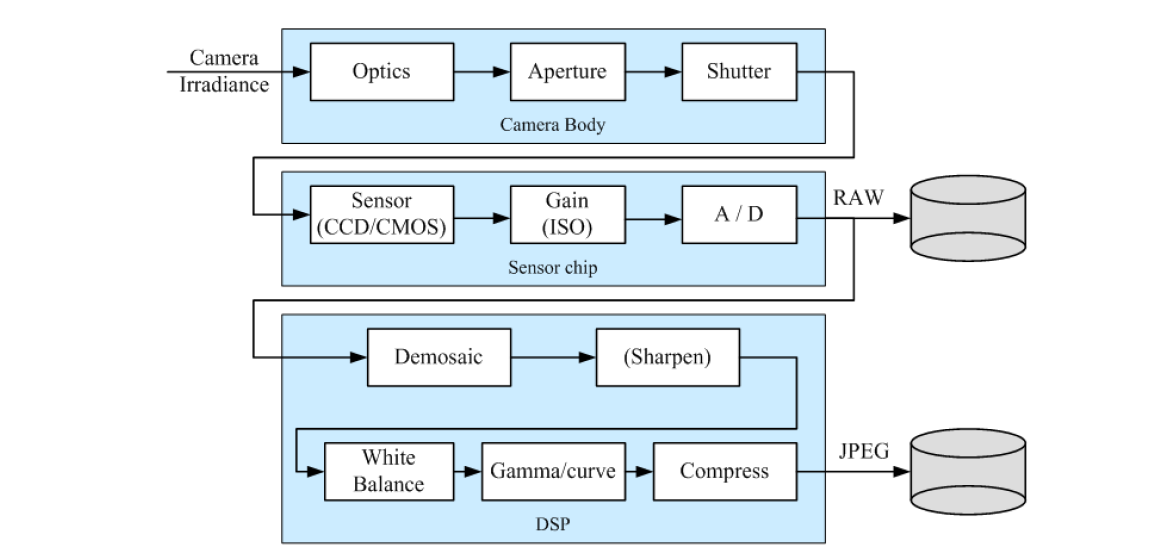 Camera
Irradiance
Optics
Aperture
Shutter
Camera Body
Sensor
(CCD/CMOS)
Gain
(ISO)
A / D
RAW
Sensor chip
Demosaic
(Sharpen)
White
Balance
Gamma/curve
Compress
JPEG
DSP